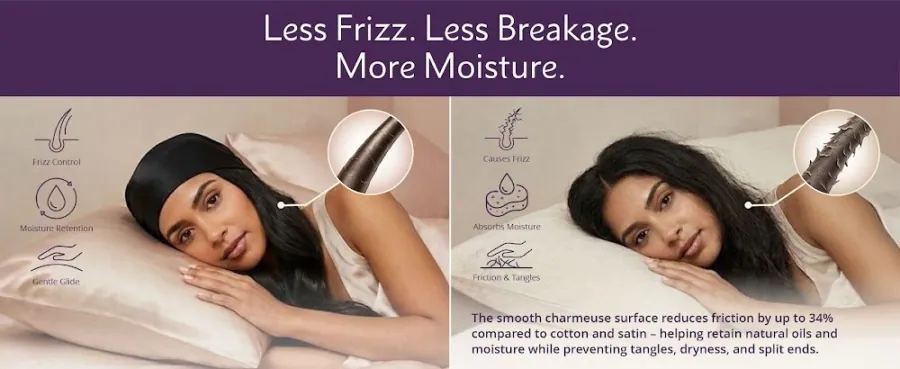 Less Frizz. Less Breakage.
More Moisture.
Frizz Control
Moisture Retention
Gentle Glide
Causes Frizz
Absorbs Moisture
Friction & Tangles
The smooth charmeuse surface reduces friction by up to 34%
compared to cotton and satin – helping retain natural oils and
moisture while preventing tangles, dryness, and split ends.